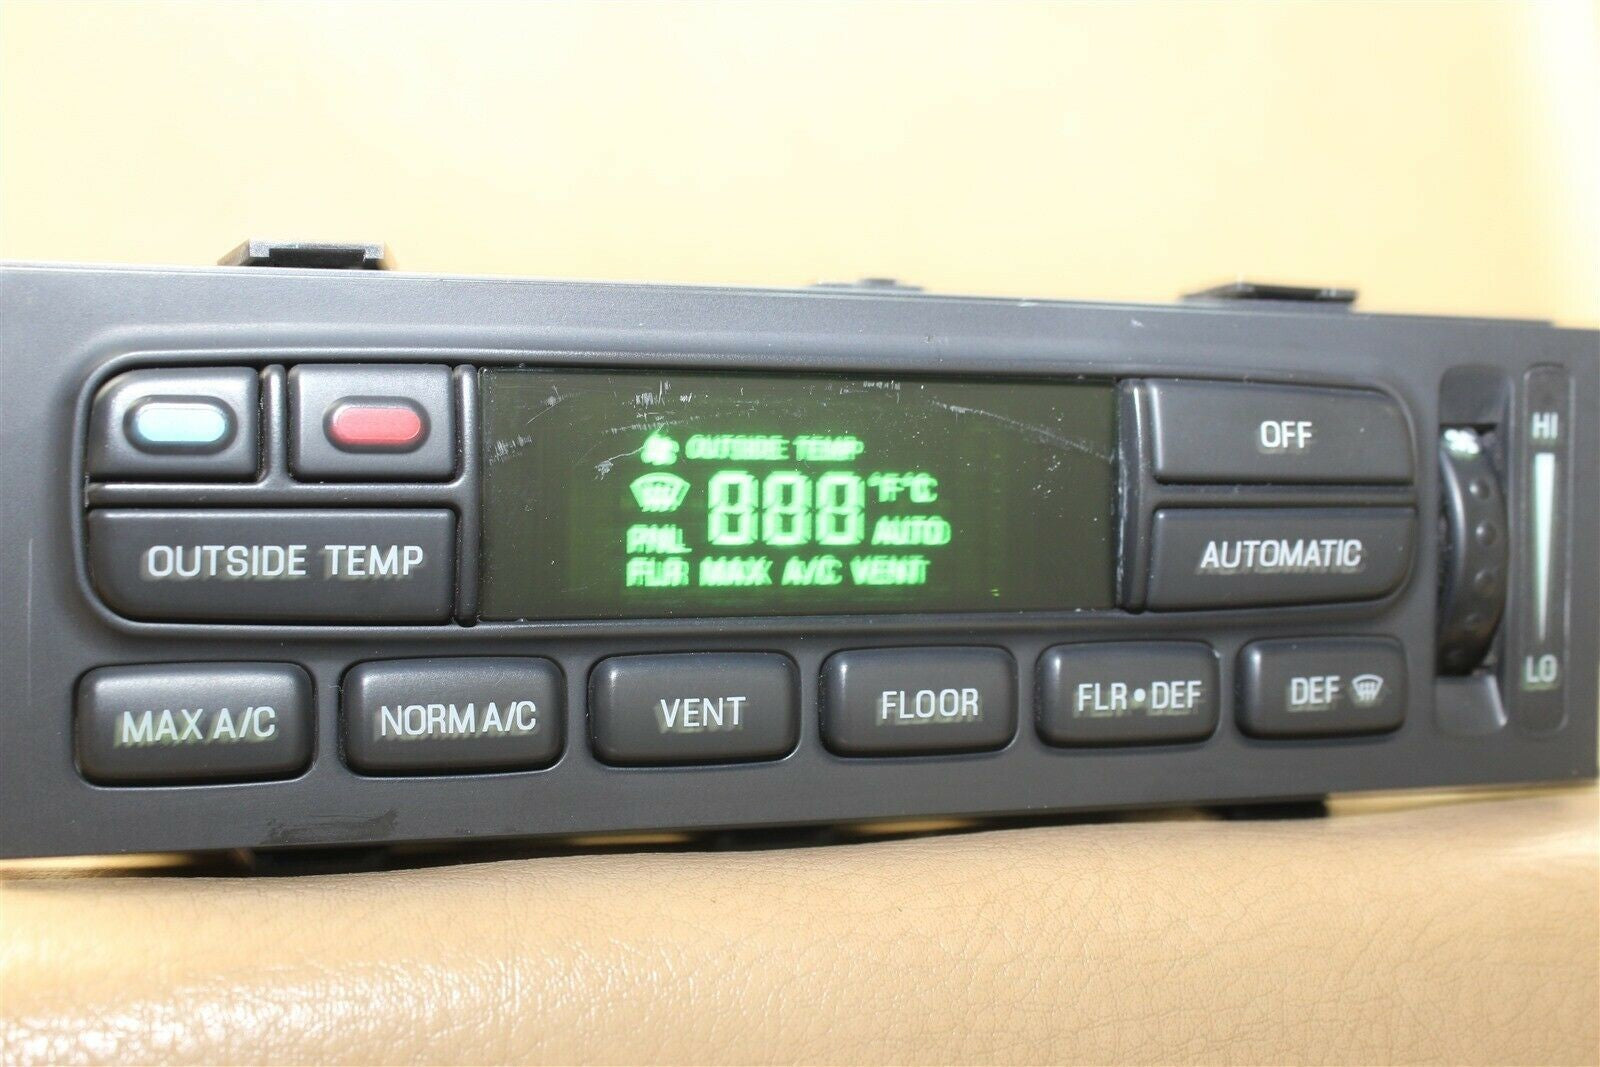 OUTSIDE TEMP
888 °F°C
PNL AUTO
FLR MAX A/C VENT
OUTSIDE TEMP
OFF
AUTOMATIC
HI
LO
MAX A/C
NORM A/C
VENT
FLOOR
FLR•DEF
DEF